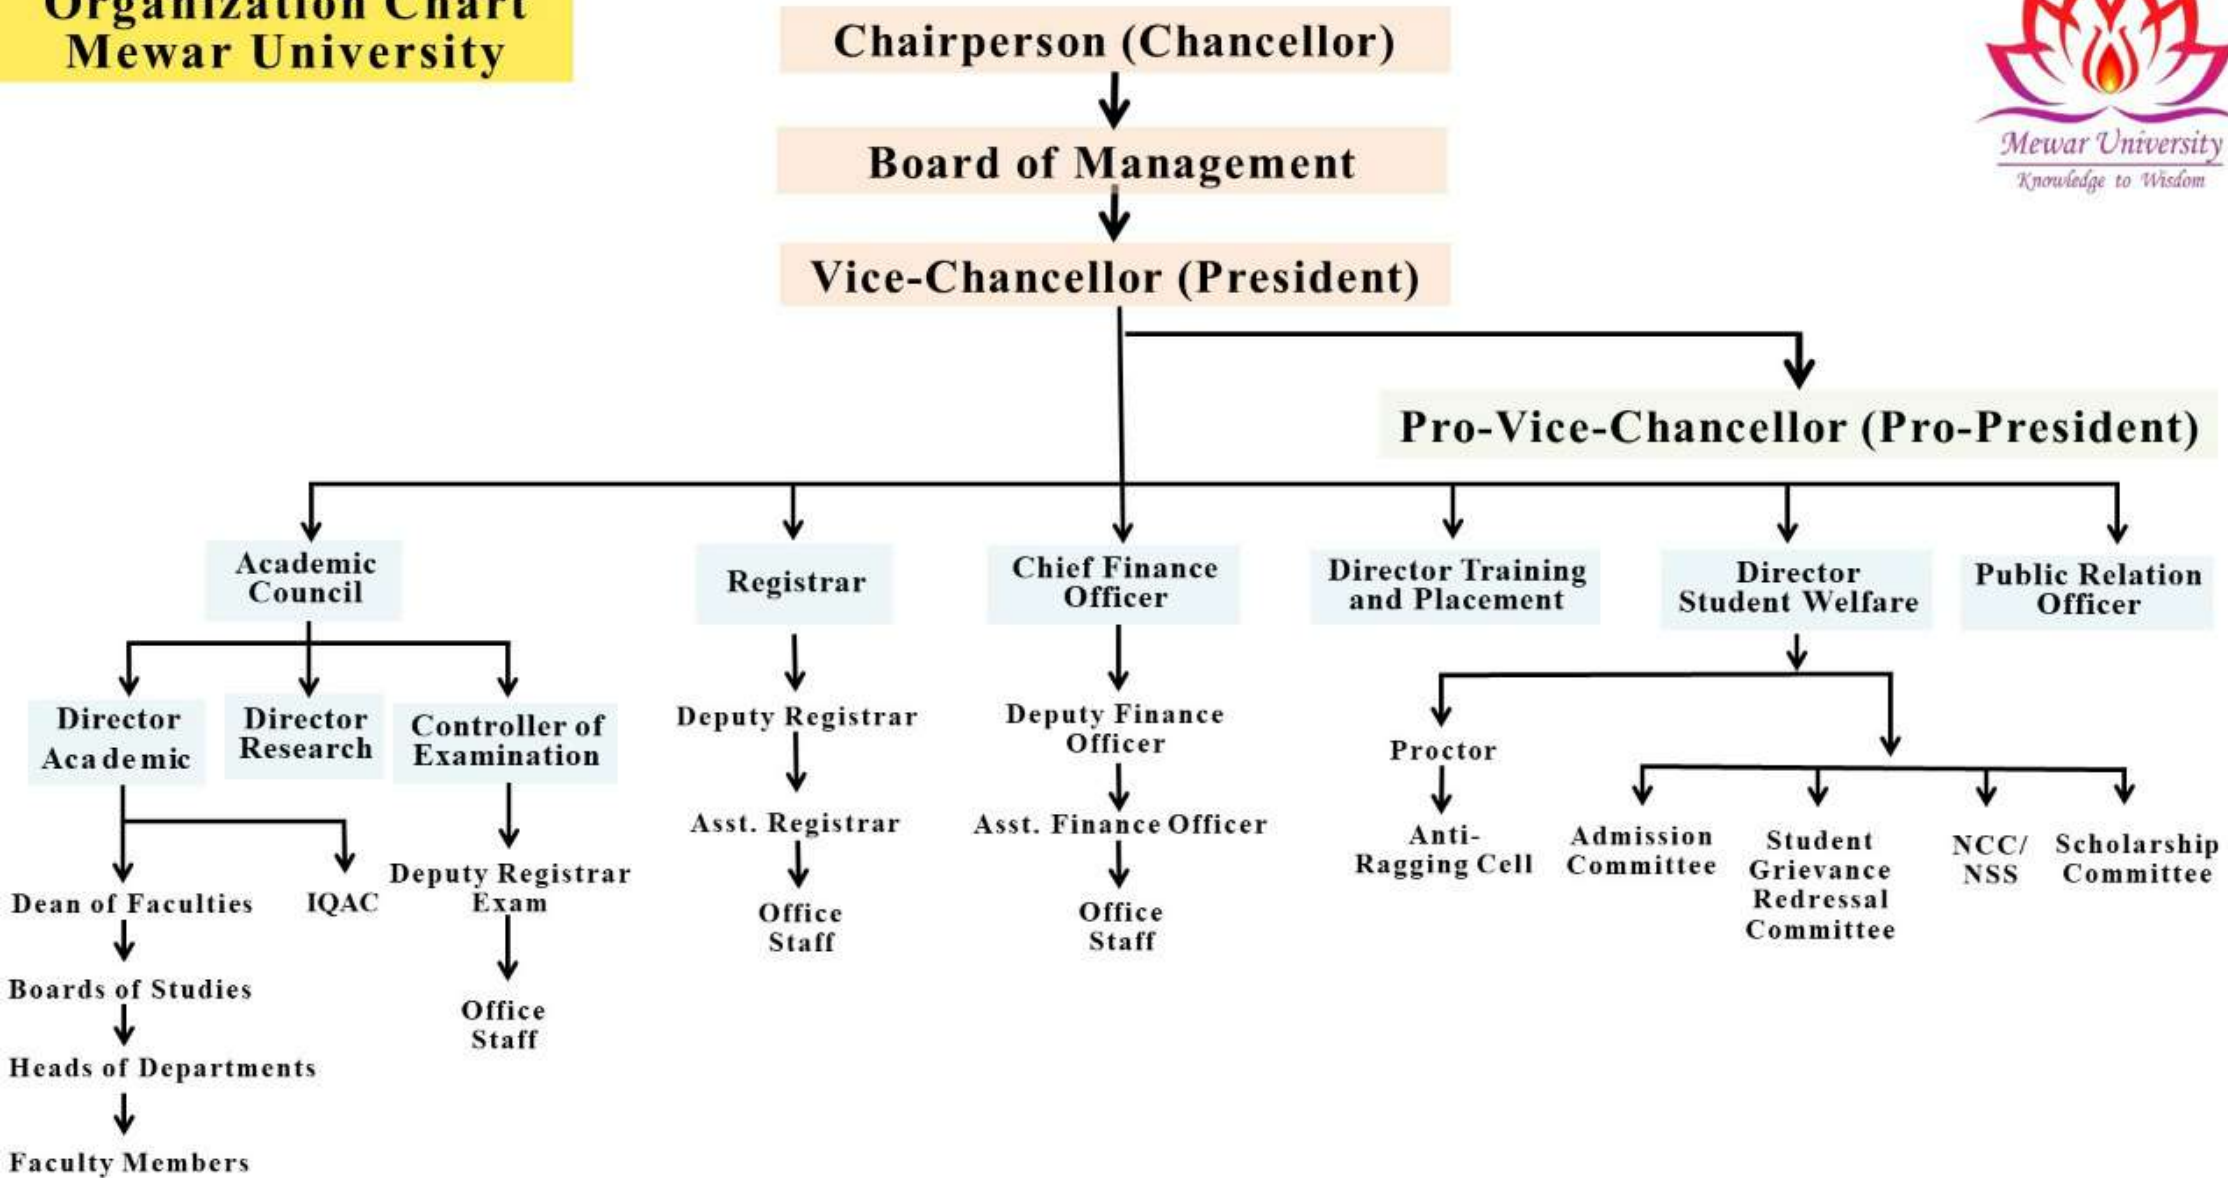 Organization Chart
Mewar University
Chairperson (Chancellor)
Board of Management
Vice-Chancellor (President)
Mewar University
Knowledge to Wisdom
Pro-Vice-Chancellor (Pro-President)
Academic
Council
Registrar
Chief Finance
Officer
Director Training
and Placement
Director
Student Welfare
Public Relation
Officer
Director
Academic
Director
Research
Controller of
Examination
Deputy Registrar
Deputy Finance
Officer
Proctor
Asst. Registrar
Asst. Finance Officer
Anti-
Ragging Cell
Admission
Committee
Student
Grievance
Redressal
Committee
NCC/
NSS
Scholarship
Committee
Dean of Faculties
IQAC
Deputy Registrar
Exam
Office
Staff
Office
Staff
Boards of Studies
Office
Staff
Heads of Departments
Faculty Members